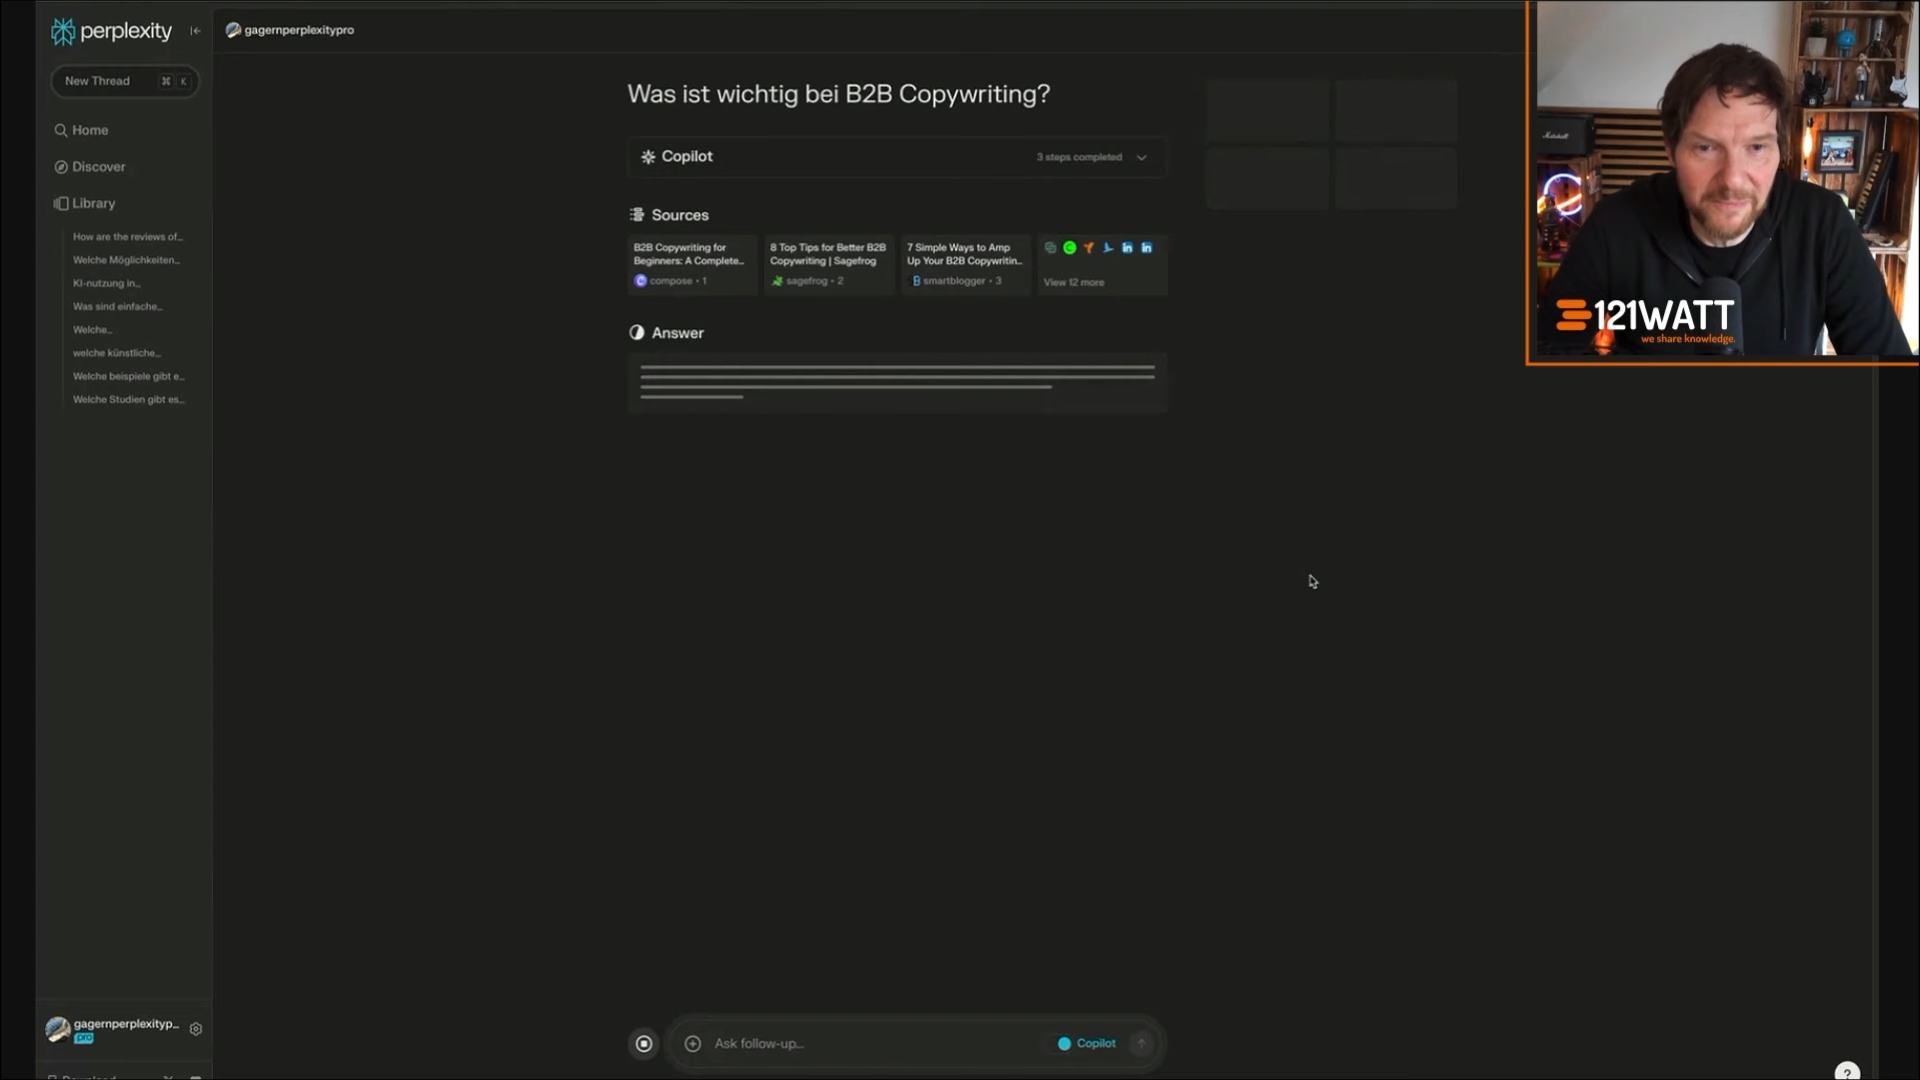 perplexity
New Thread ⌘ K
Home
Discover
Library
How are the reviews of…
Welche Möglichkeiten…
KI-nutzung in…
Was sind einfache…
Welche…
welche künstliche…
Welche beispiele gibt e…
Welche Studien gibt es…
gagernperplexityp…
pro
gagernperplexitypro
Was ist wichtig bei B2B Copywriting?
Copilot
3 steps completed
Sources
B2B Copywriting for
Beginners: A Complete…
compose • 1
8 Top Tips for Better B2B
Copywriting | Sagefrog
sagefrog • 2
7 Simple Ways to Amp
Up Your B2B Copywritin…
smartblogger • 3
View 12 more
Answer
Ask follow-up…
Copilot
?
Marshall
121WATT
we share knowledge.